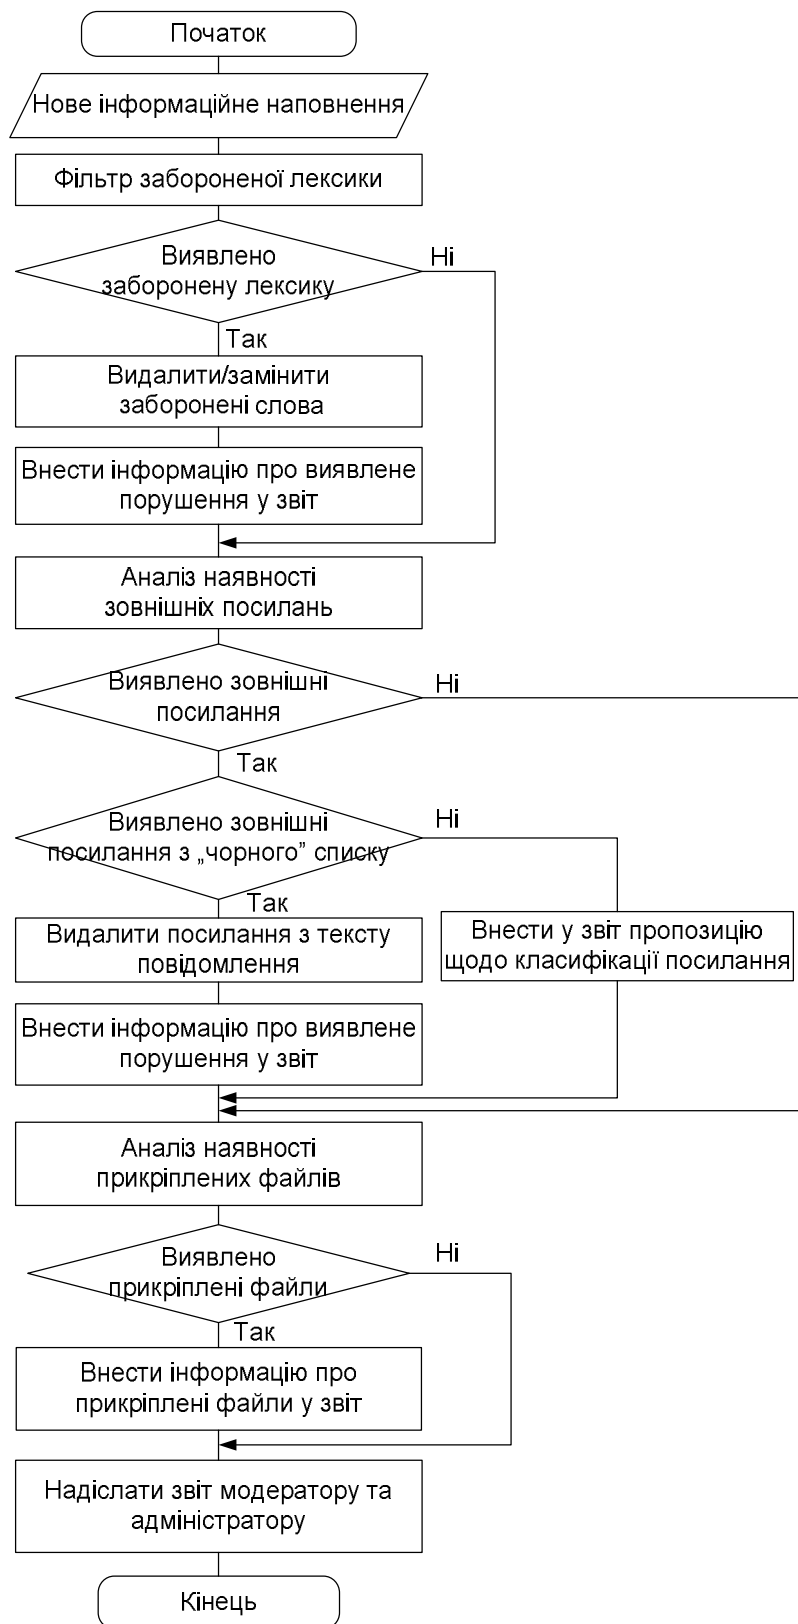 Початок
Нове інформаційне наповнення
Фільтр забороненої лексики
Виявлено
заборонену лексику
Ні
Так
Видалити/замінити
заборонені слова
Внести інформацію про виявлене
порушення у звіт
Аналіз наявності
зовнішніх посилань
Виявлено зовнішні
посилання
Ні
Так
Виявлено зовнішні
посилання з „чорного” списку
Ні
Так
Видалити посилання з тексту
повідомлення
Внести у звіт пропозицію
щодо класифікації посилання
Внести інформацію про виявлене
порушення у звіт
Аналіз наявності
прикріплених файлів
Виявлено
прикріплені файли
Ні
Так
Внести інформацію про
прикріплені файли у звіт
Надіслати звіт модератору та
адміністратору
Кінець